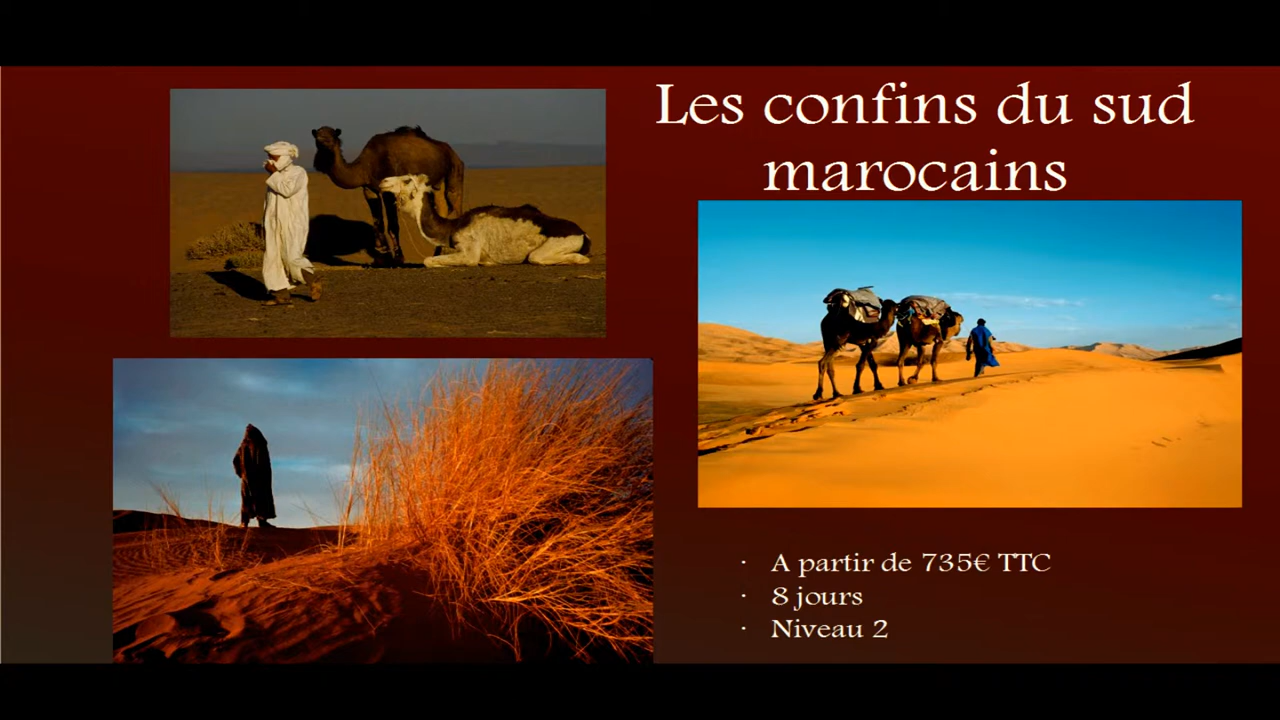 Les confins du sud
marocains
· A partir de 735€ TTC
· 8 jours
· Niveau 2